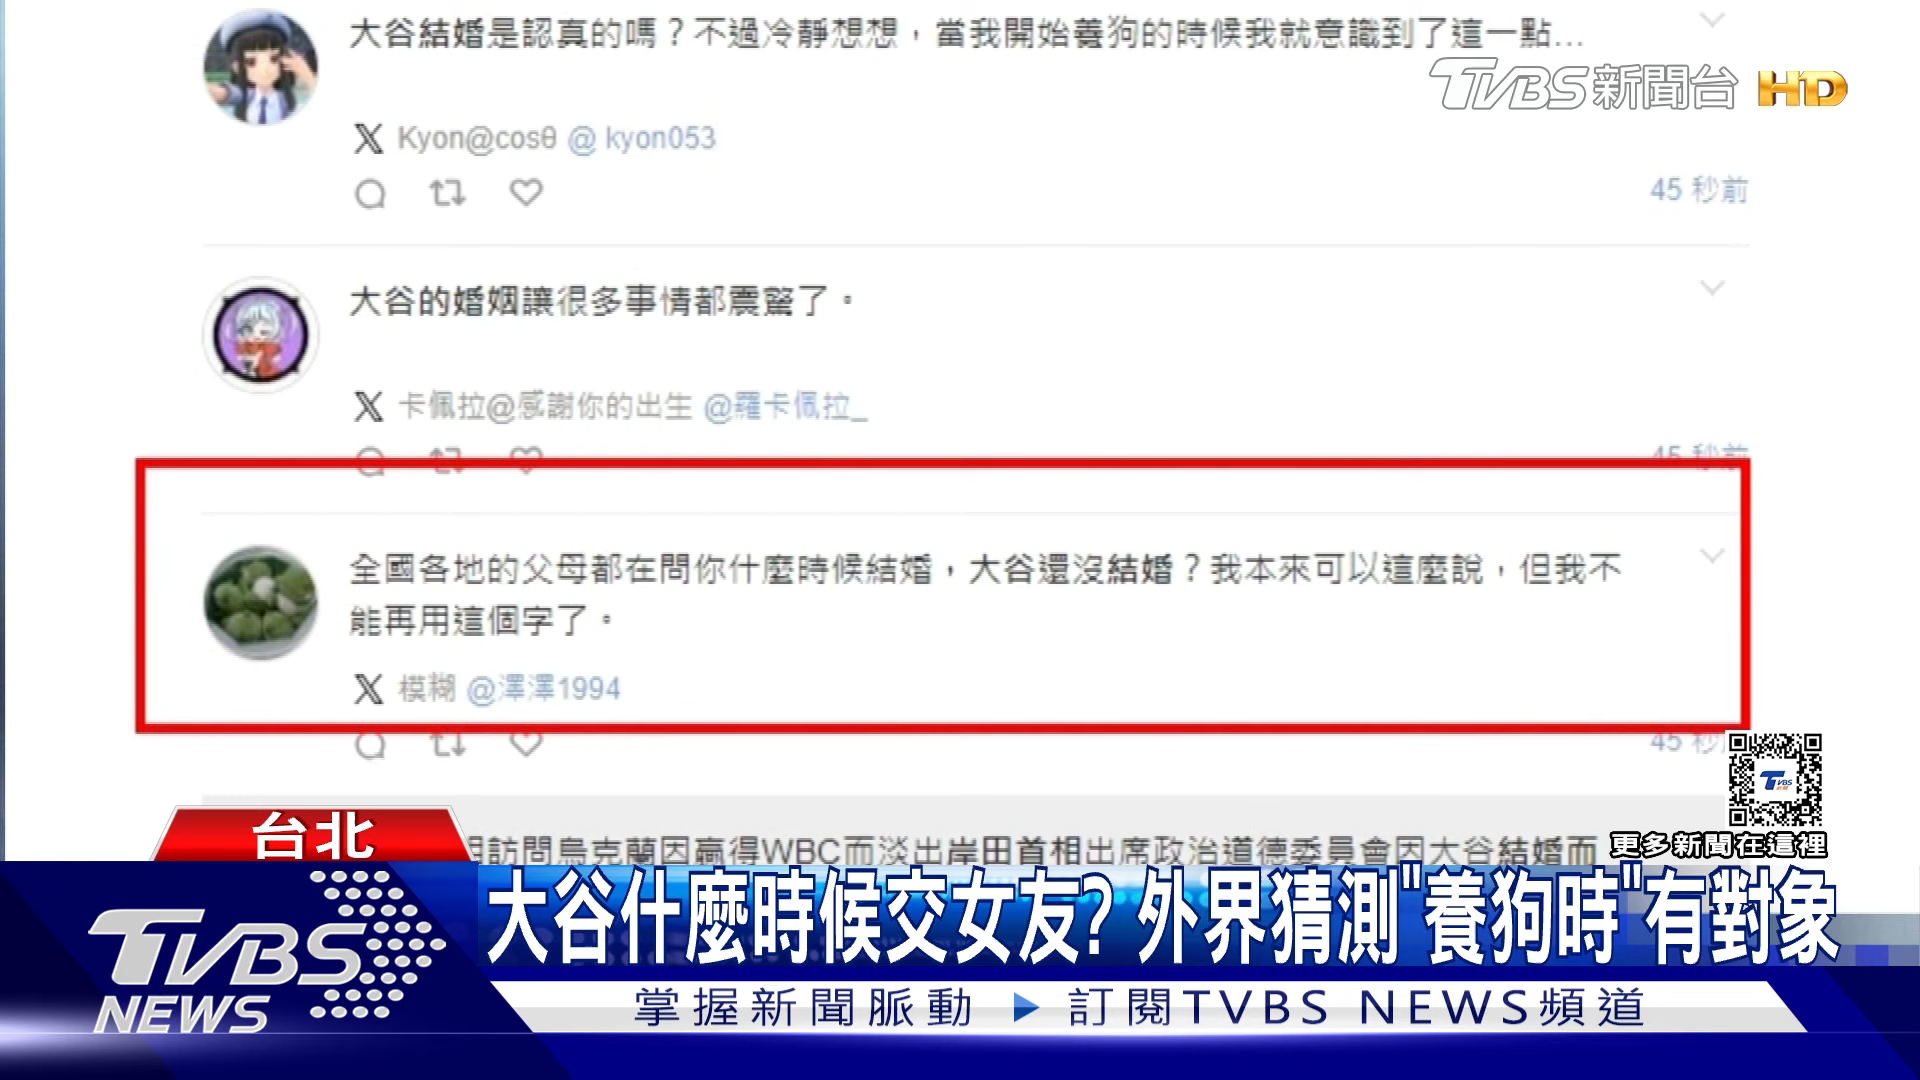 大谷結婚是認真的嗎？不過冷靜想想，當我開始養狗的時候我就意識到了這一點...
TVBS新聞台 HD
Kyon@cosθ @ kyon053
45 秒前
大谷的婚姻讓很多事情都震驚了。
卡佩拉@感謝你的出生 @羅卡佩拉_
45 秒前
全國各地的父母都在問你什麼時候結婚，大谷還沒結婚？我本來可以這麼說，但我不
能再用這個字了。
模糊 @澤澤1994
45 秒
TVBS
台北
訪問烏克蘭因贏得WBC而淡出岸田首相出席政治道德委員會因大谷結婚而
更多新聞在這裡
大谷什麼時候交女友? 外界猜測"養狗時"有對象
TVBS
NEWS
掌握新聞脈動 ▶ 訂閱TVBS NEWS頻道